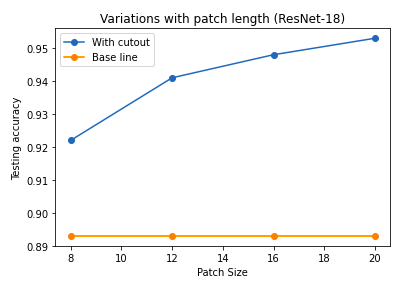 Variations with patch length (ResNet-18)
With cutout
Base line
Testing accuracy
0.95
0.94
0.93
0.92
0.91
0.90
0.89
8 10 12 14 16 18 20
Patch Size